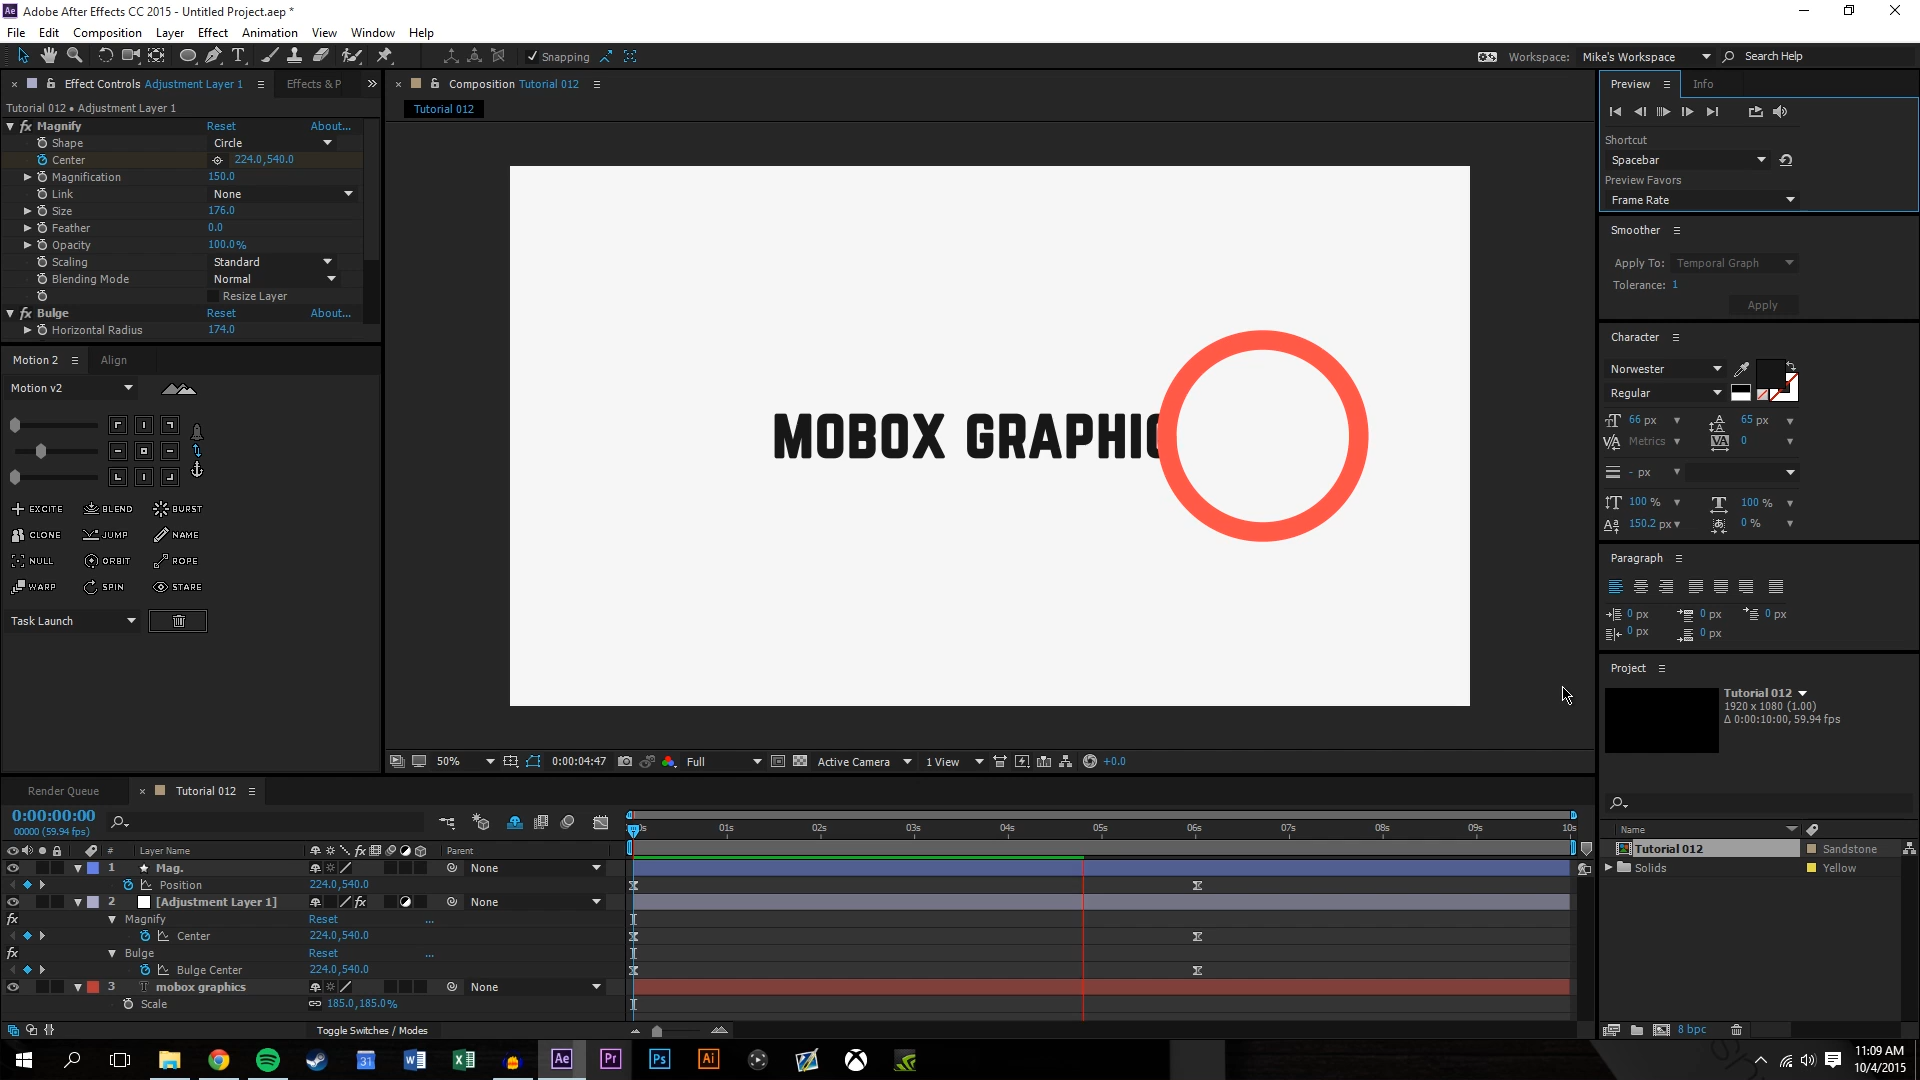 Adobe After Effects CC 2015 - Untitled Project.aep *
File Edit Composition Layer Effect Animation View Window Help
Snapping
Workspace: Mike's Workspace Search Help
Effect Controls Adjustment Layer 1 Effects & P
Tutorial 012 • Adjustment Layer 1
fx Magnify Reset About...
Shape Circle
Center 224.0,540.0
Magnification 150.0
Link None
Size 176.0
Feather 0.0
Opacity 100.0%
Scaling Standard
Blending Mode Normal
Resize Layer
fx Bulge Reset About...
Horizontal Radius 174.0
Motion 2 Align
Motion v2
EXCITE BLEND BURST
CLONE JUMP NAME
NULL ORBIT ROPE
WARP SPIN STARE
Task Launch
Composition Tutorial 012
Tutorial 012
MOBOX GRAPHIC
50% 0:00:04:47 Full Active Camera 1 View +0.0
Preview Info
Shortcut
Spacebar
Preview Favors
Frame Rate
Smoother
Apply To: Temporal Graph
Tolerance: 1
Apply
Character
Norwester
Regular
66 px 65 px
Metrics 0
- px
100 % 100 %
150.2 px 0 %
Paragraph
0 px 0 px 0 px
0 px 0 px
Project
Tutorial 012
1920 x 1080 (1.00)
Δ 0:00:10:00, 59.94 fps
Name
Tutorial 012 Sandstone
Solids Yellow
8 bpc
Render Queue Tutorial 012
0:00:00:00
00000 (59.94 fps)
01s 02s 03s 04s 05s 06s 07s 08s 09s 10s
# Layer Name fx Parent
1 Mag. None
Position 224.0,540.0
2 [Adjustment Layer 1] fx None
fx Magnify Reset ...
Center 224.0,540.0
fx Bulge Reset ...
Bulge Center 224.0,540.0
3 T mobox graphics None
Scale 185.0,185.0%
Toggle Switches / Modes
31 Ae Pr Ps Ai
11:09 AM
10/4/2015